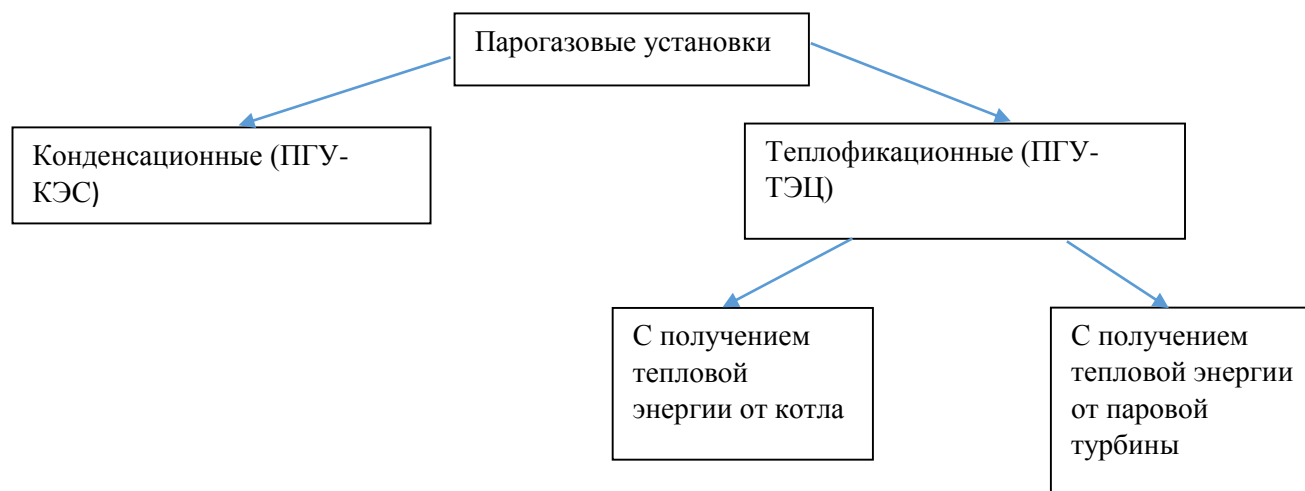 Парогазовые установки
Конденсационные (ПГУ-
КЭС)
Теплофикационные (ПГУ-
ТЭЦ)
С получением
тепловой
энергии от котла
С получением
тепловой энергии
от паровой
турбины